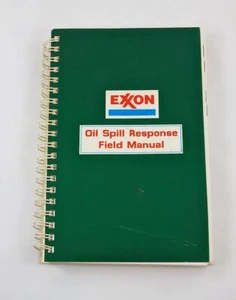 EXXON
Oil Spill Response
Field Manual